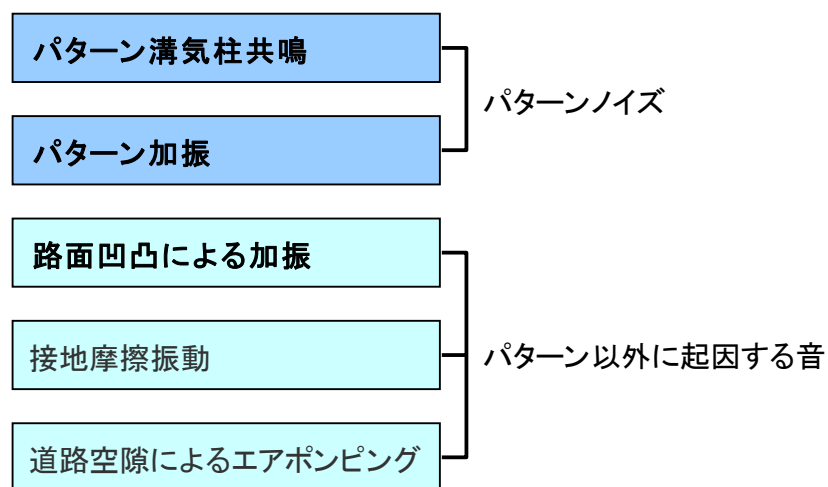 パターン溝気柱共鳴
パターンノイズ
パターン加振
路面凹凸による加振
接地摩擦振動
パターン以外に起因する音
道路空隙によるエアポンピング